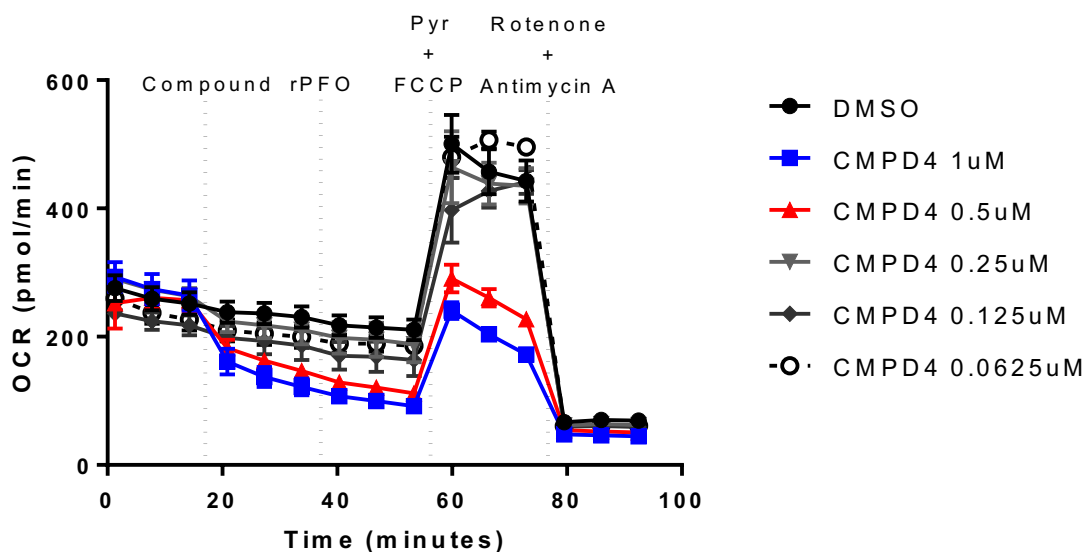 Pyr Rotenone
+ +
Compound rPFO FCCP Antimycin A
600
400
200
0
0 20 40 60 80 100
OCR (pmol/min)
Time (minutes)
DMSO
CMPD4 1uM
CMPD4 0.5uM
CMPD4 0.25uM
CMPD4 0.125uM
CMPD4 0.0625uM